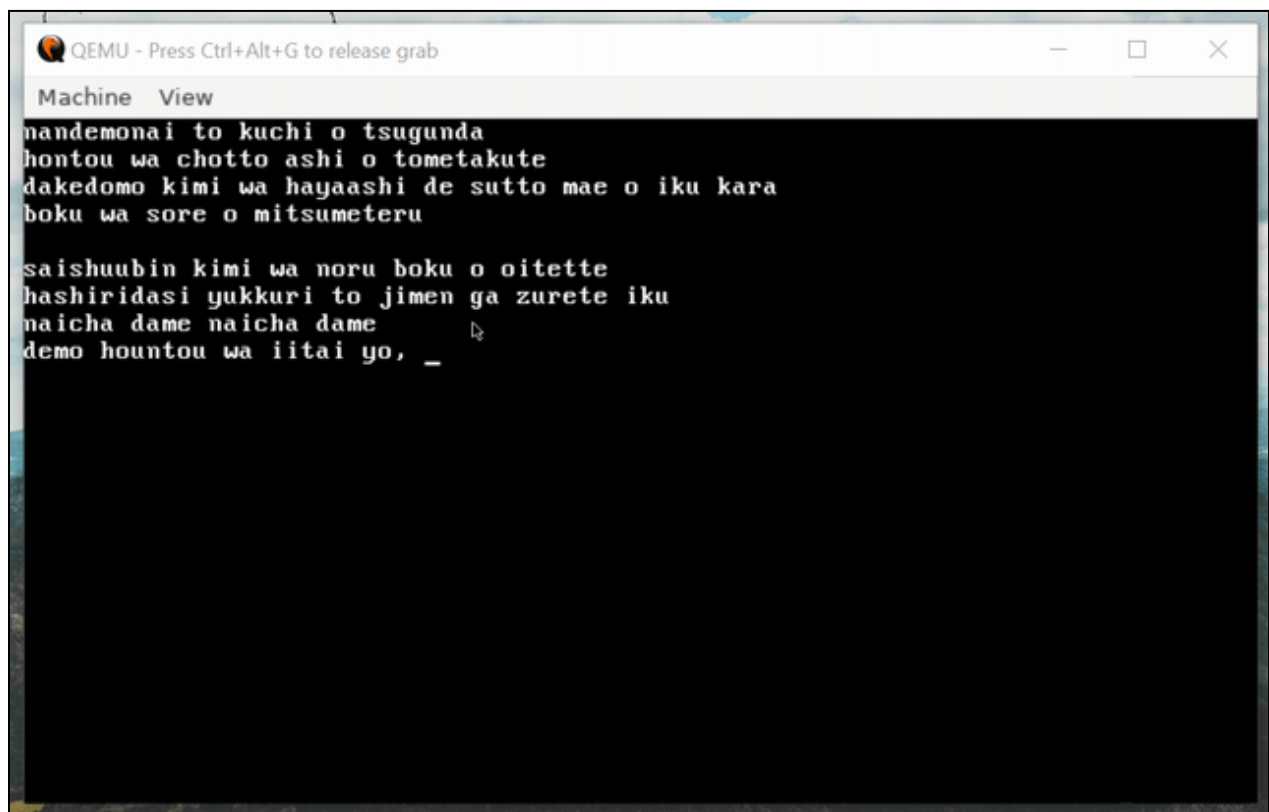 QEMU - Press Ctrl+Alt+G to release grab
Machine View
nandemonai to kuchi o tsugunda
hontou wa chotto ashi o tometakute
dakedomo kimi wa hayaashi de sutto mae o iku kara
boku wa sore o mitsumeteru
saishuubin kimi wa noru boku o oitette
hashiridasi yukkuri to jimen ga zurete iku
naicha dame naicha dame
demo hountou wa iitai yo, _